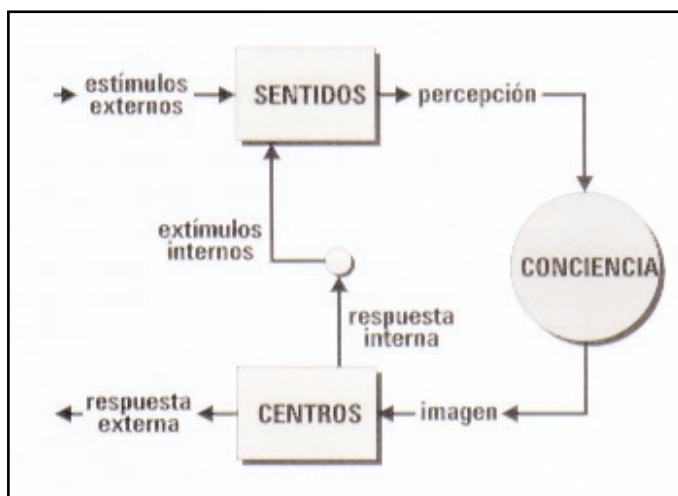 estímulos
externos
SENTIDOS
percepción
extímulos
internos
CONCIENCIA
respuesta
interna
respuesta
externa
CENTROS
imagen